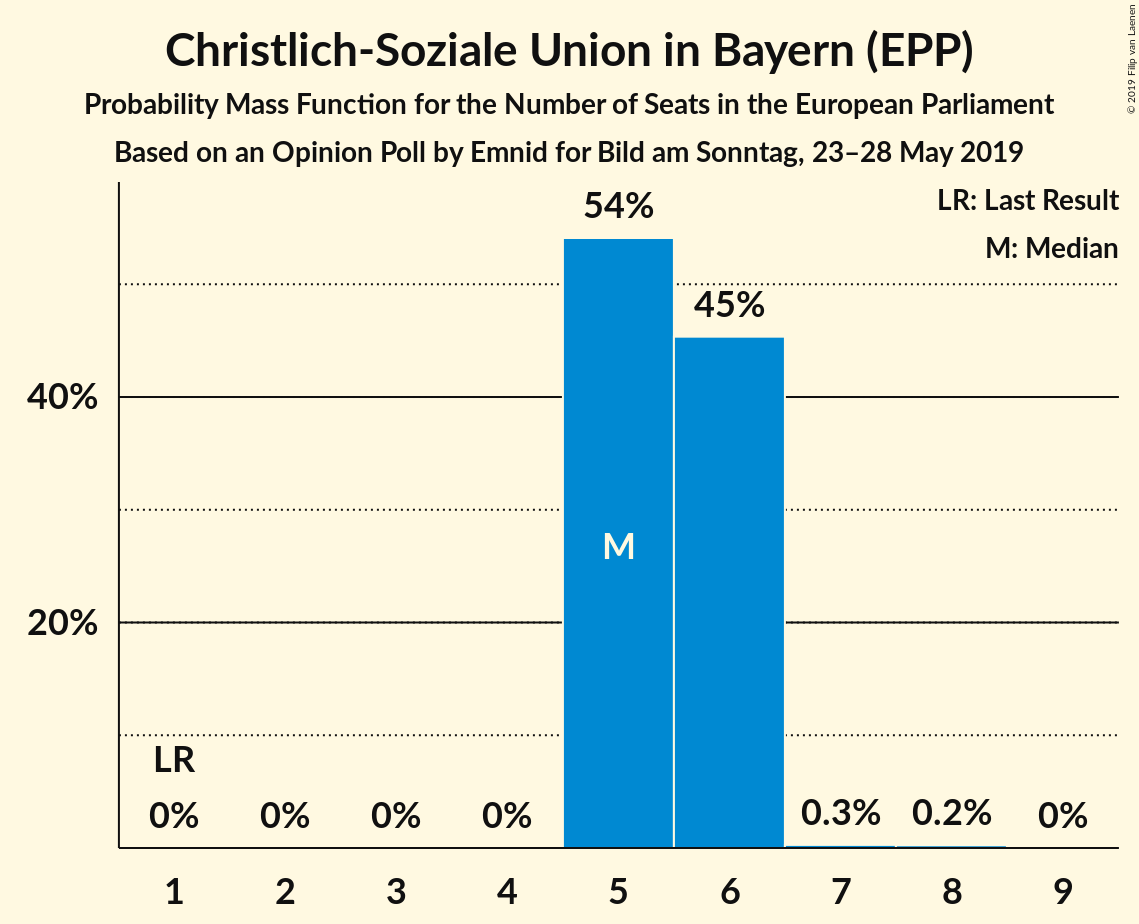 Christlich-Soziale Union in Bayern (EPP)
Probability Mass Function for the Number of Seats in the European Parliament
Based on an Opinion Poll by Emnid for Bild am Sonntag, 23–28 May 2019
© 2019 Filip van Laenen
LR: Last Result
M: Median
54%
45%
40%
M
20%
LR
0% 0% 0% 0% 0.3% 0.2% 0%
1 2 3 4 5 6 7 8 9